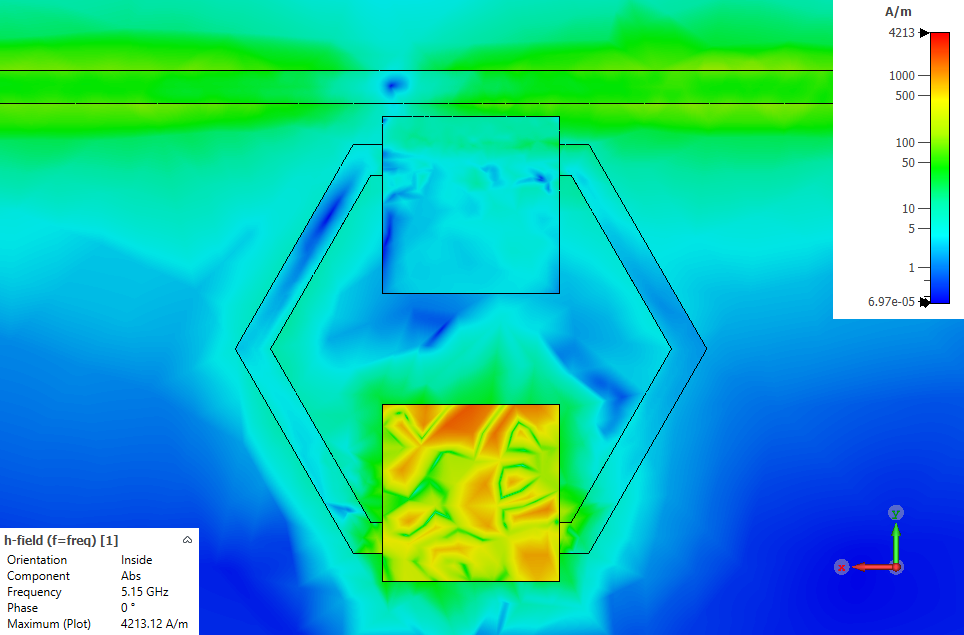 A/m
4213
1000
500
100
50
10
5
1
6.97e-05
h-field (f=freq) [1]
Orientation Inside
Component Abs
Frequency 5.15 GHz
Phase 0 °
Maximum (Plot) 4213.12 A/m
y
x